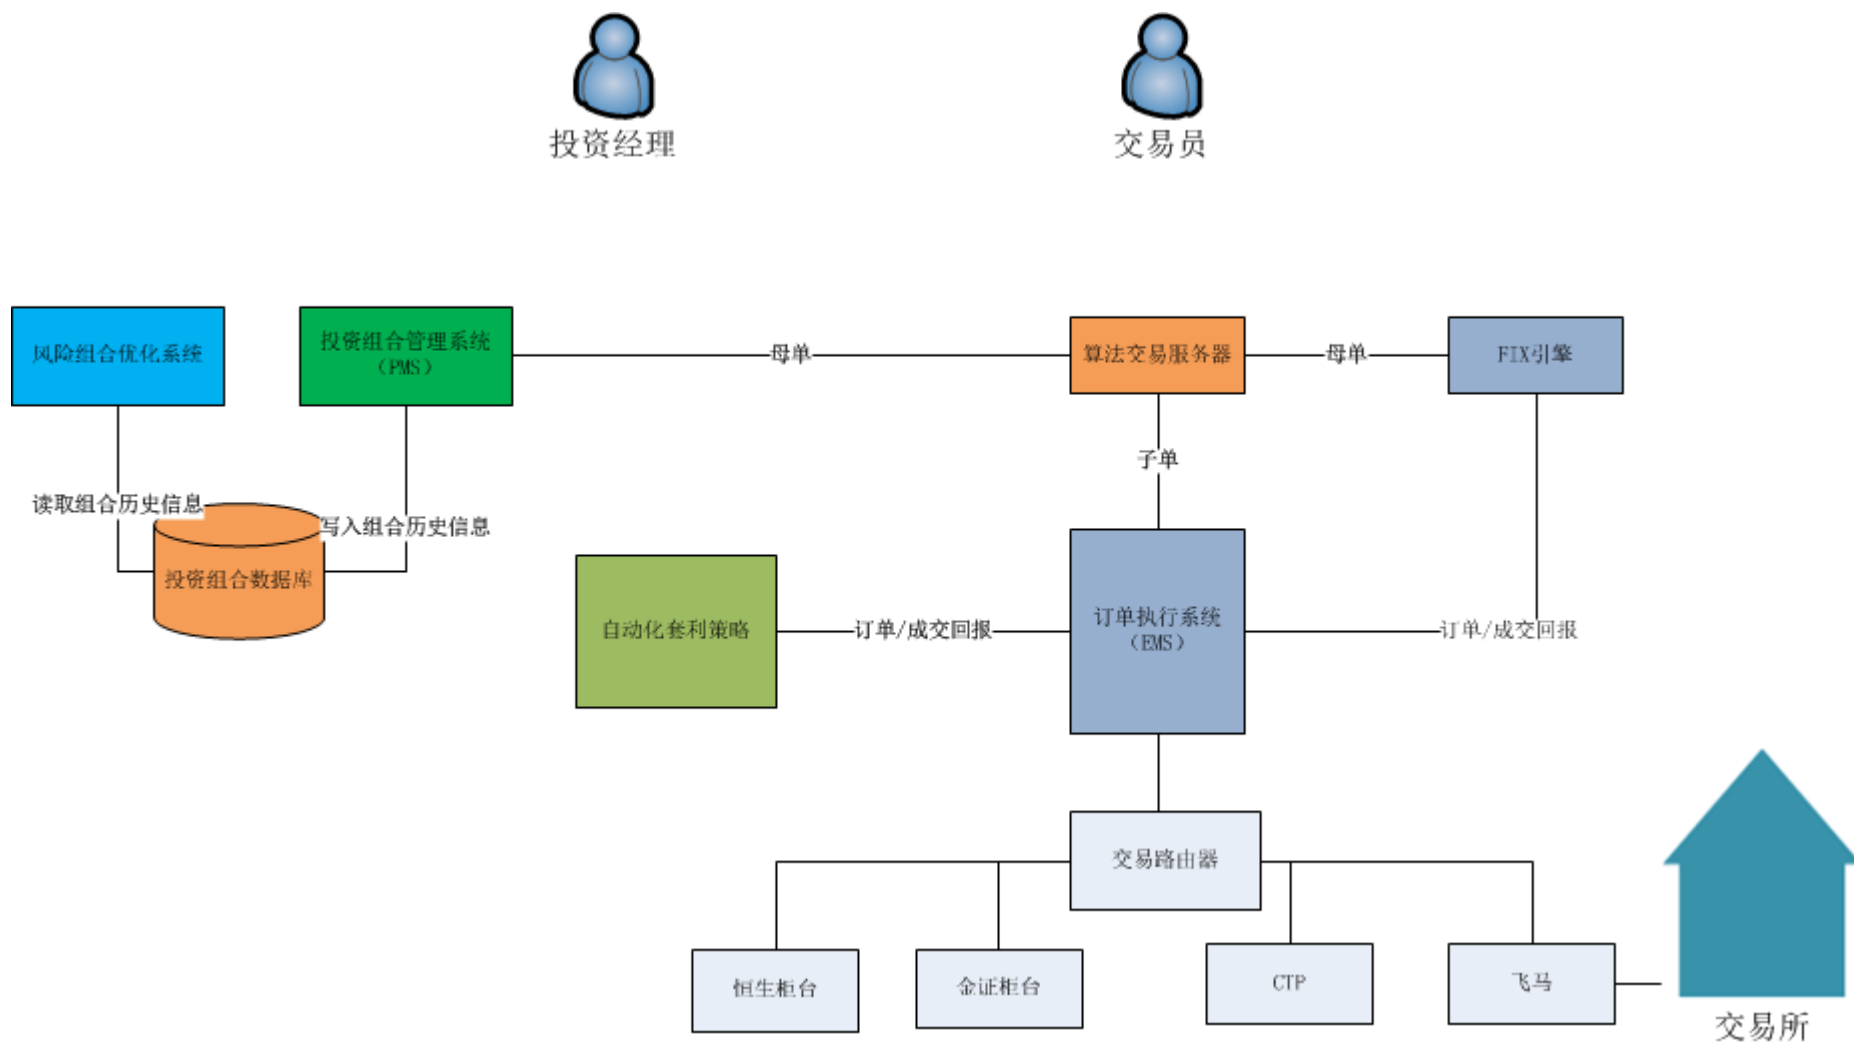 投资经理
交易员
风险组合优化系统
投资组合管理系统
（PMS）
母单
算法交易服务器
母单
FIX引擎
子单
读取组合历史信息
写入组合历史信息
投资组合数据库
自动化套利策略
订单/成交回报
订单执行系统
（EMS）
订单/成交回报
交易路由器
恒生柜台
金证柜台
CTP
飞马
交易所